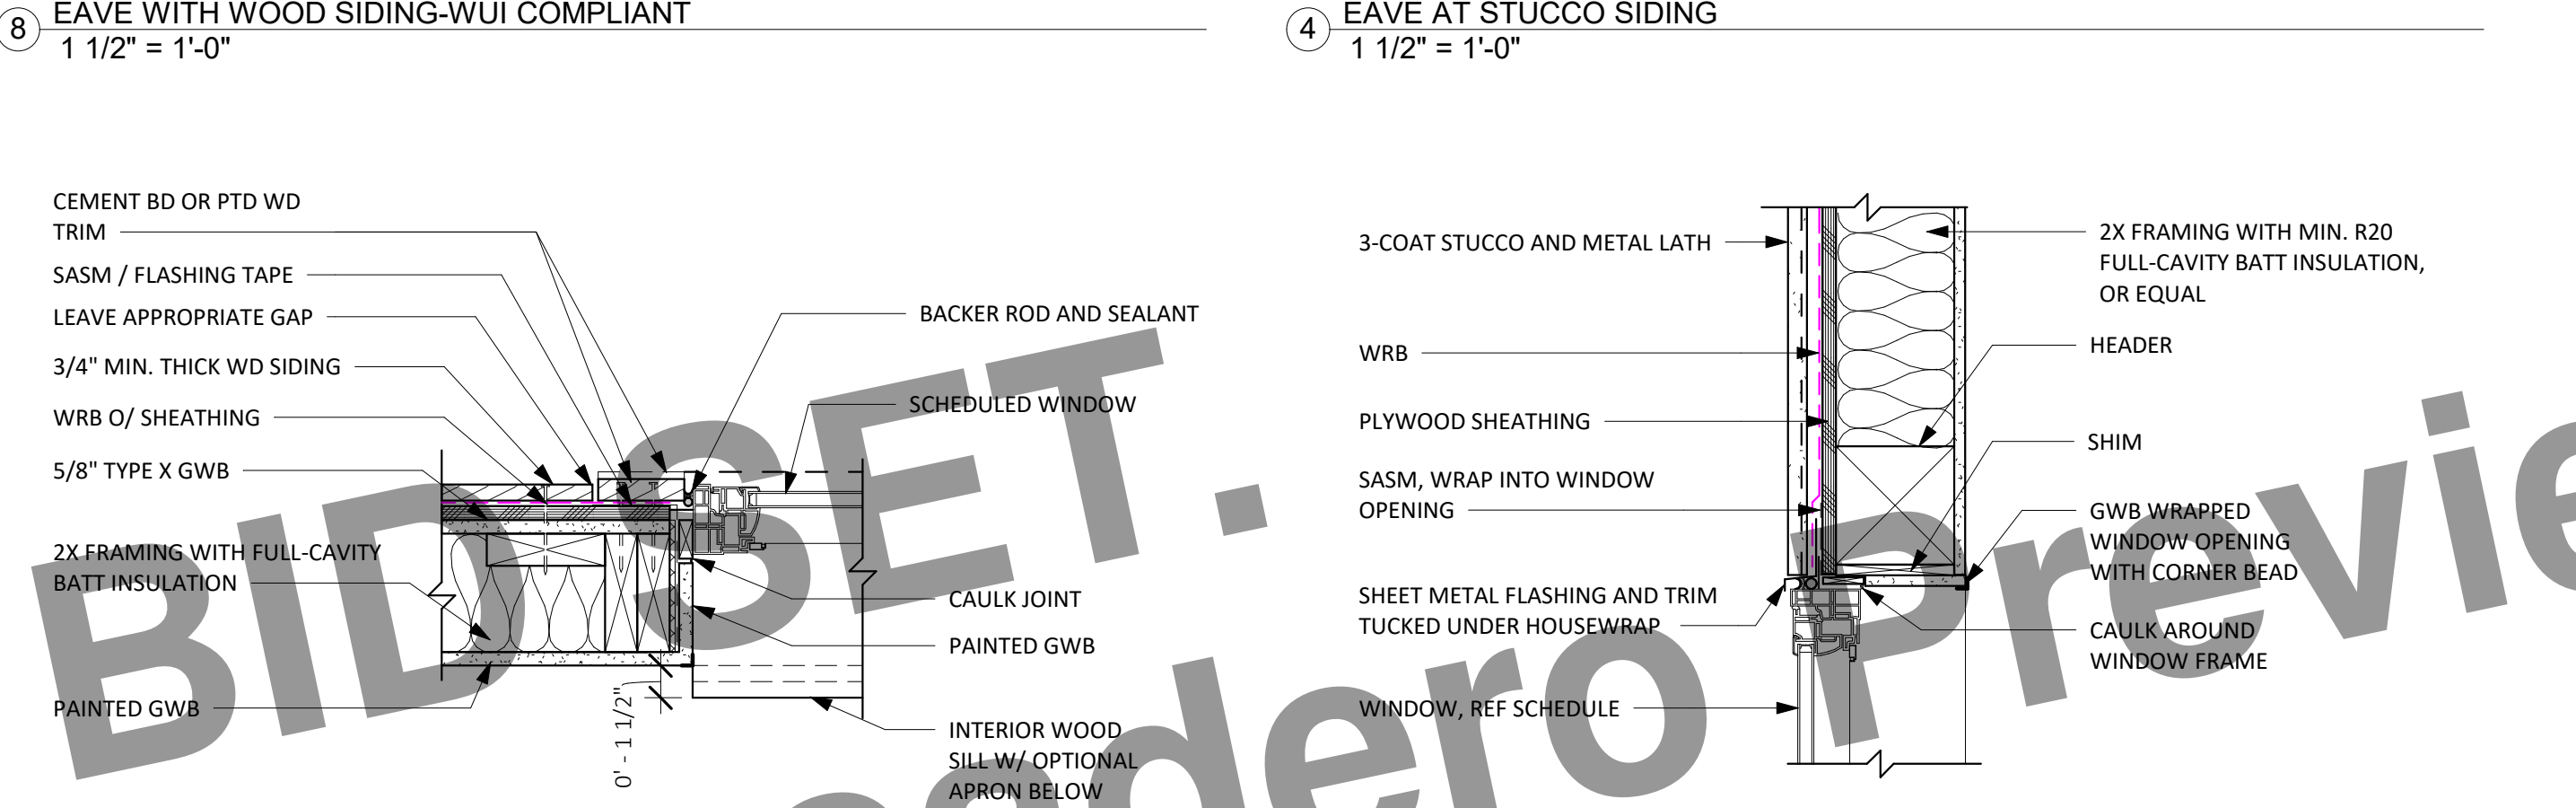 8
EAVE WITH WOOD SIDING-WUI COMPLIANT
1 1/2" = 1'-0"
4
EAVE AT STUCCO SIDING
1 1/2" = 1'-0"
CEMENT BD OR PTD WD
TRIM
SASM / FLASHING TAPE
LEAVE APPROPRIATE GAP
3/4" MIN. THICK WD SIDING
WRB O/ SHEATHING
5/8" TYPE X GWB
2X FRAMING WITH FULL-CAVITY
BATT INSULATION
PAINTED GWB
BACKER ROD AND SEALANT
SCHEDULED WINDOW
CAULK JOINT
PAINTED GWB
INTERIOR WOOD
SILL W/ OPTIONAL
APRON BELOW
0' - 1 1/2"
3-COAT STUCCO AND METAL LATH
WRB
PLYWOOD SHEATHING
SASM, WRAP INTO WINDOW
OPENING
SHEET METAL FLASHING AND TRIM
TUCKED UNDER HOUSEWRAP
WINDOW, REF SCHEDULE
2X FRAMING WITH MIN. R20
FULL-CAVITY BATT INSULATION,
OR EQUAL
HEADER
SHIM
GWB WRAPPED
WINDOW OPENING
WITH CORNER BEAD
CAULK AROUND
WINDOW FRAME
BID SET.